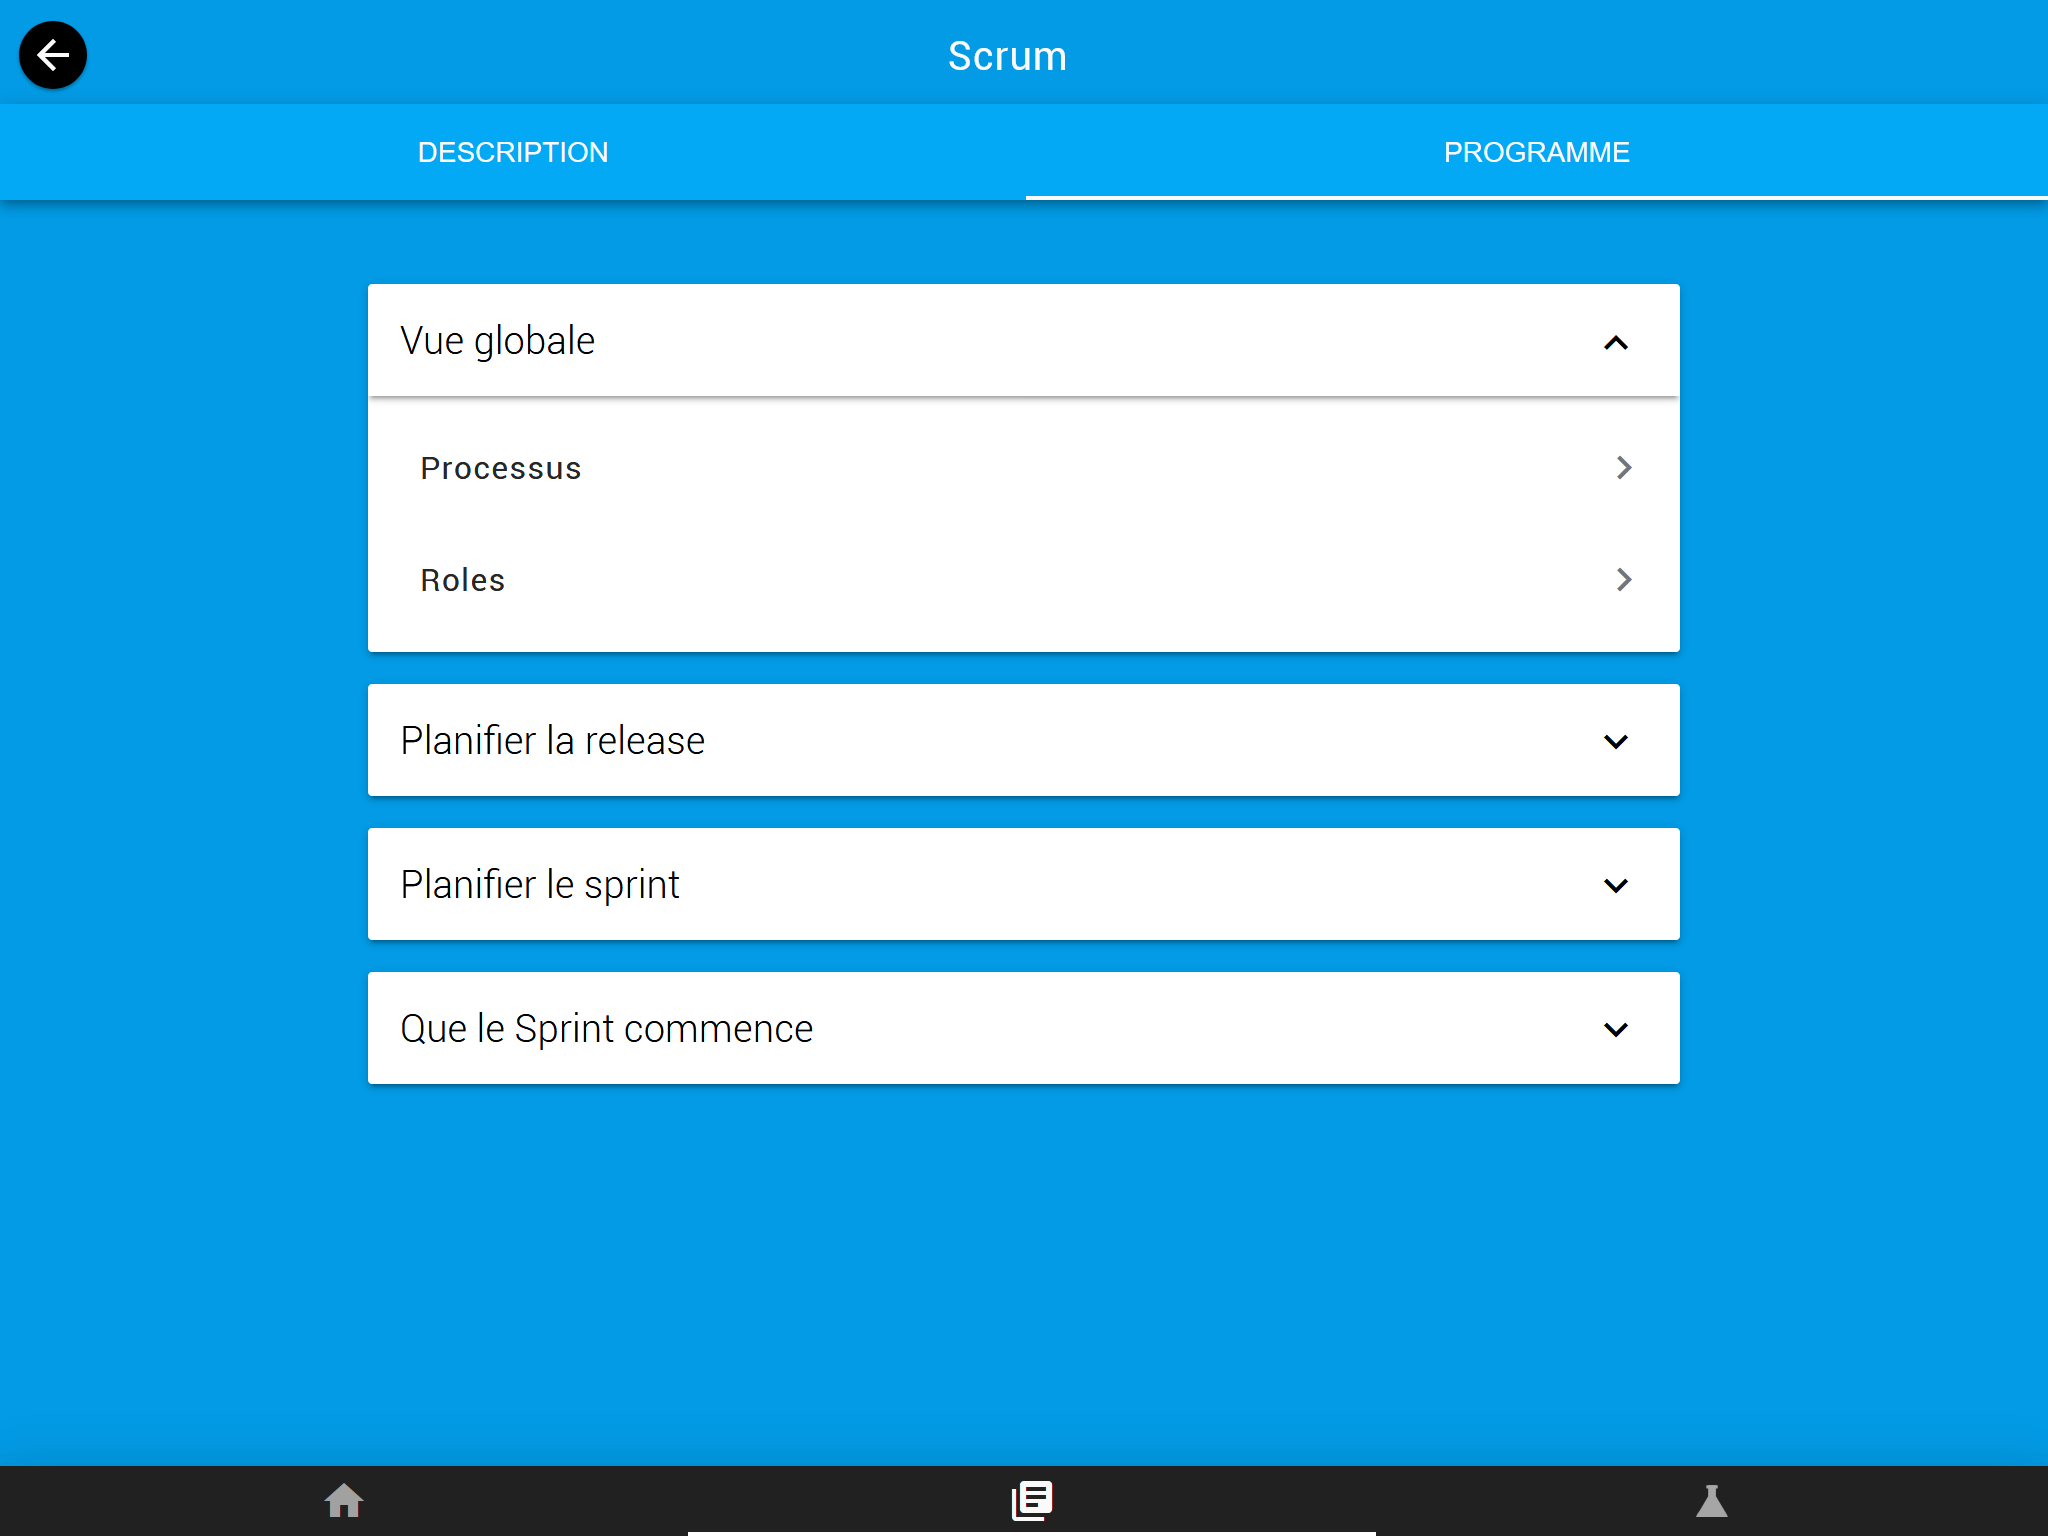 Scrum
DESCRIPTION
PROGRAMME
Vue globale
Processus
Roles
Planifier la release
Planifier le sprint
Que le Sprint commence